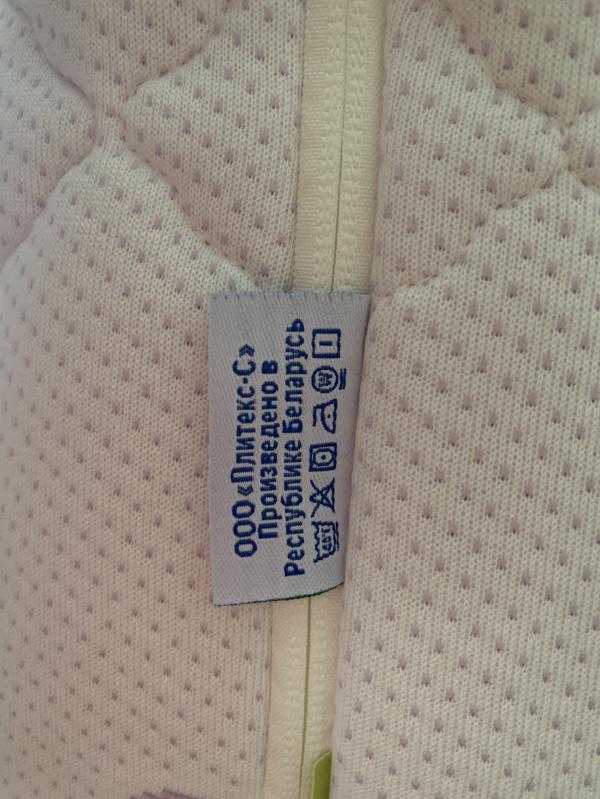 ООО «Плитекс-С»
Произведено в
Республике Беларусь